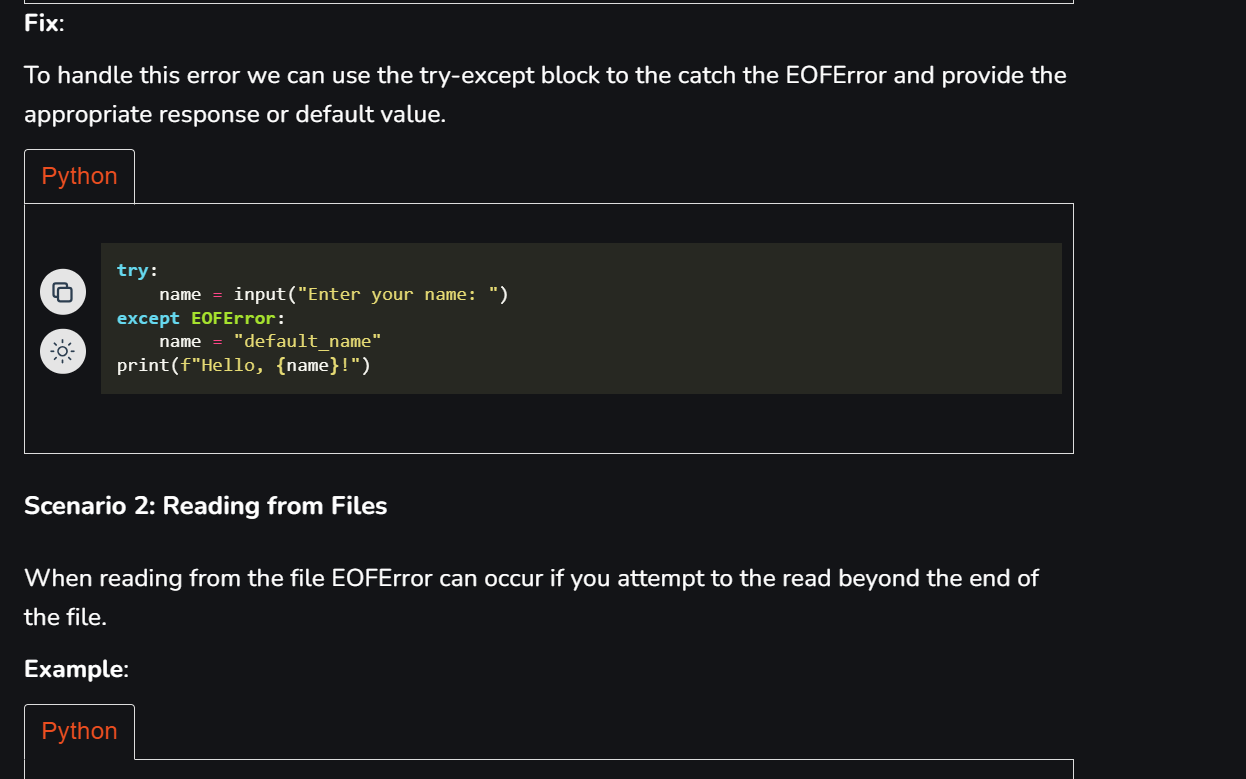 Fix:
To handle this error we can use the try-except block to the catch the EOFError and provide the
appropriate response or default value.
Python
try:
    name = input("Enter your name: ")
except EOFError:
    name = "default_name"
print(f"Hello, {name}!")
Scenario 2: Reading from Files
When reading from the file EOFError can occur if you attempt to the read beyond the end of
the file.
Example:
Python